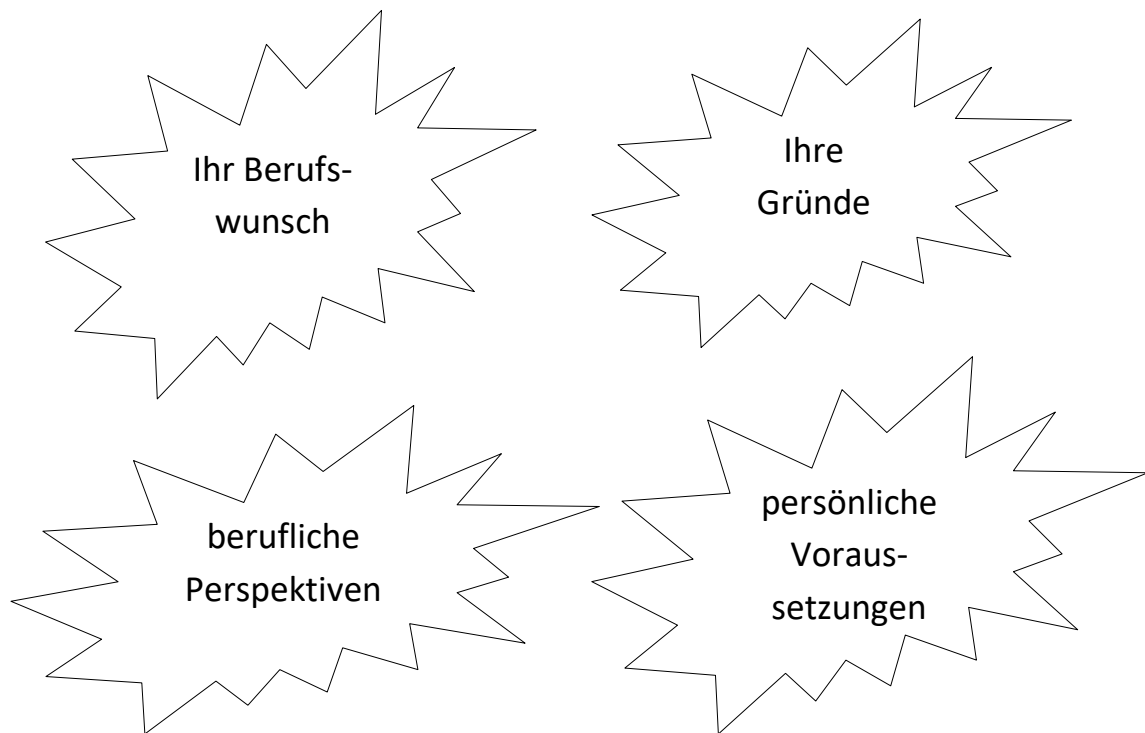 Ihr Berufs-
wunsch
Ihre
Gründe
berufliche
Perspektiven
persönliche
Voraus-
setzungen